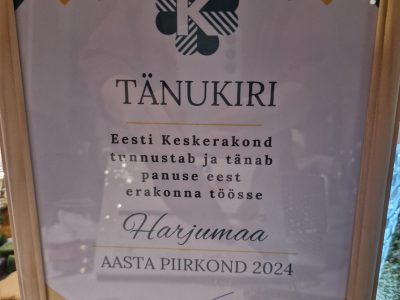 K
TÄNUKIRI
Eesti Keskerakond
tunnustab ja tänab
panuse eest
erakonna töösse
Harjumaa
AASTA PIIRKOND 2024